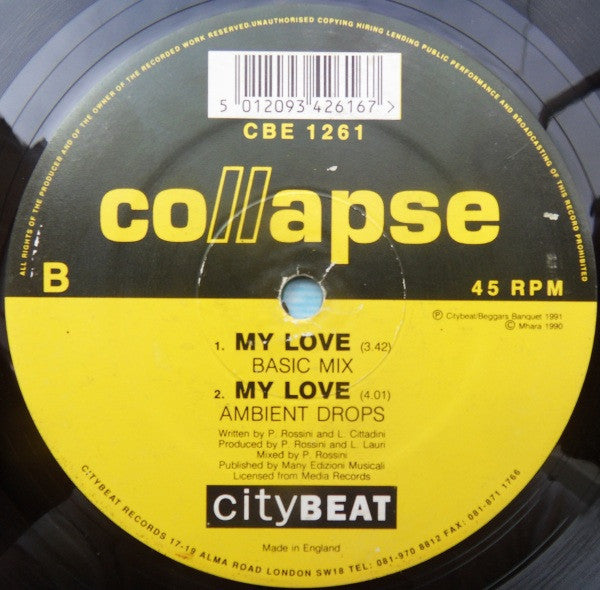 ALL RIGHTS OF THE PRODUCER AND OF THE OWNER OF THE RECORDED WORK RESERVED.UNAUTHORISED COPYING HIRING LENDING PUBLIC PERFORMANCE AND BROADCASTING OF THIS RECORD PROHIBITED
5 012093 426167 >
CBE 1261
collapse
B
45 RPM
Ⓟ Citybeat/Beggars Banquet 1991
© Mhara 1990
1. MY LOVE (3.42)
BASIC MIX
2. MY LOVE (4.01)
AMBIENT DROPS
Written by P. Rossini and L. Cittadini
Produced by P. Rossini and L. Lauri
Mixed by P. Rossini
Published by Many Edizioni Musicali
Licensed from Media Records
cityBEAT
Made in England
CITYBEAT RECORDS 17-19 ALMA ROAD LONDON SW18 TEL: 081-970 8812 FAX: 081-871 1766